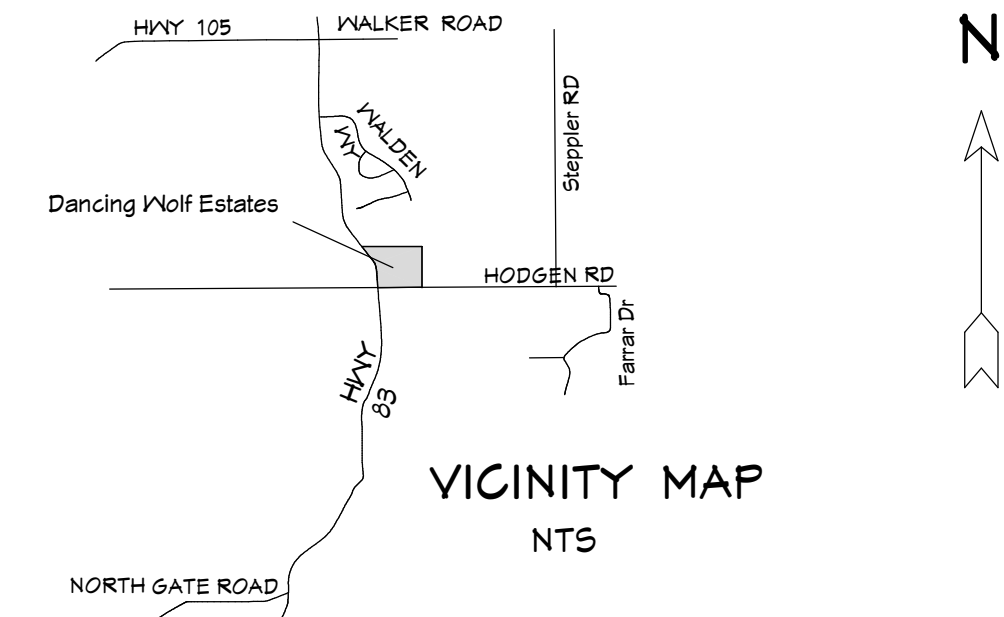 HWY 105
WALKER ROAD
N
Steppler RD
WALDEN
WY
Dancing Wolf Estates
HODGEN RD
Farrar Dr
HWY
83
VICINITY MAP
NTS
NORTH GATE ROAD